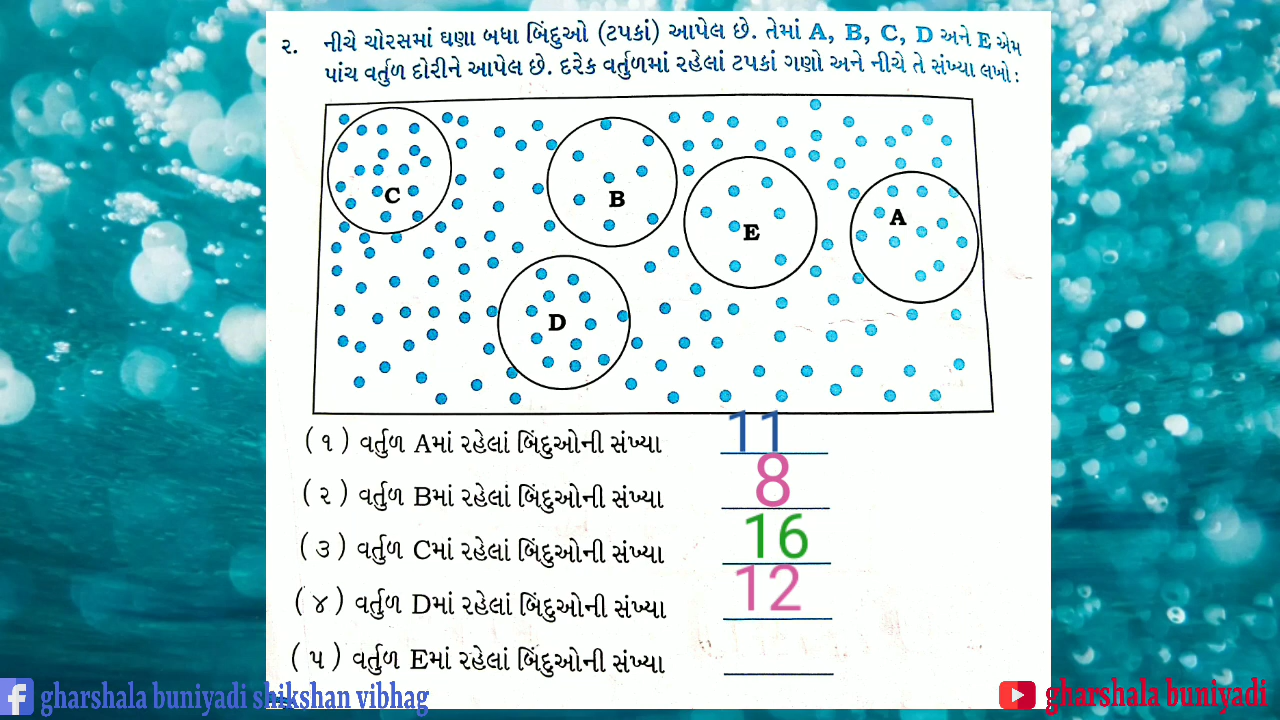 ૨. નીચે ચોરસમાં ઘણા બધા બિંદુઓ (ટપકાં) આપેલ છે. તેમાં A, B, C, D અને E એમ
પાંચ વર્તુળ દોરીને આપેલ છે. દરેક વર્તુળમાં રહેલાં ટપકાં ગણો અને નીચે તે સંખ્યા લખો :
C
B
E
A
D
(૧) વર્તુળ Aમાં રહેલાં બિંદુઓની સંખ્યા 11
(૨) વર્તુળ Bમાં રહેલાં બિંદુઓની સંખ્યા 8
(૩) વર્તુળ Cમાં રહેલાં બિંદુઓની સંખ્યા 16
(૪) વર્તુળ Dમાં રહેલાં બિંદુઓની સંખ્યા 12
(૫) વર્તુળ Eમાં રહેલાં બિંદુઓની સંખ્યા
gharshala buniyadi shikshan vibhag
gharshala buniyadi